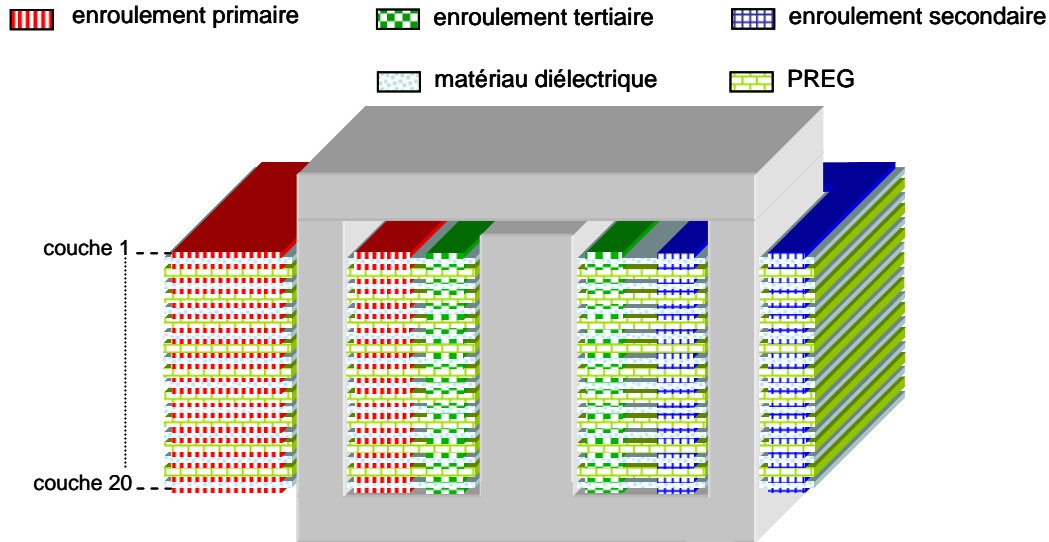 enroulement primaire
enroulement tertiaire
enroulement secondaire
matériau diélectrique
PREG
couche 1
couche 20